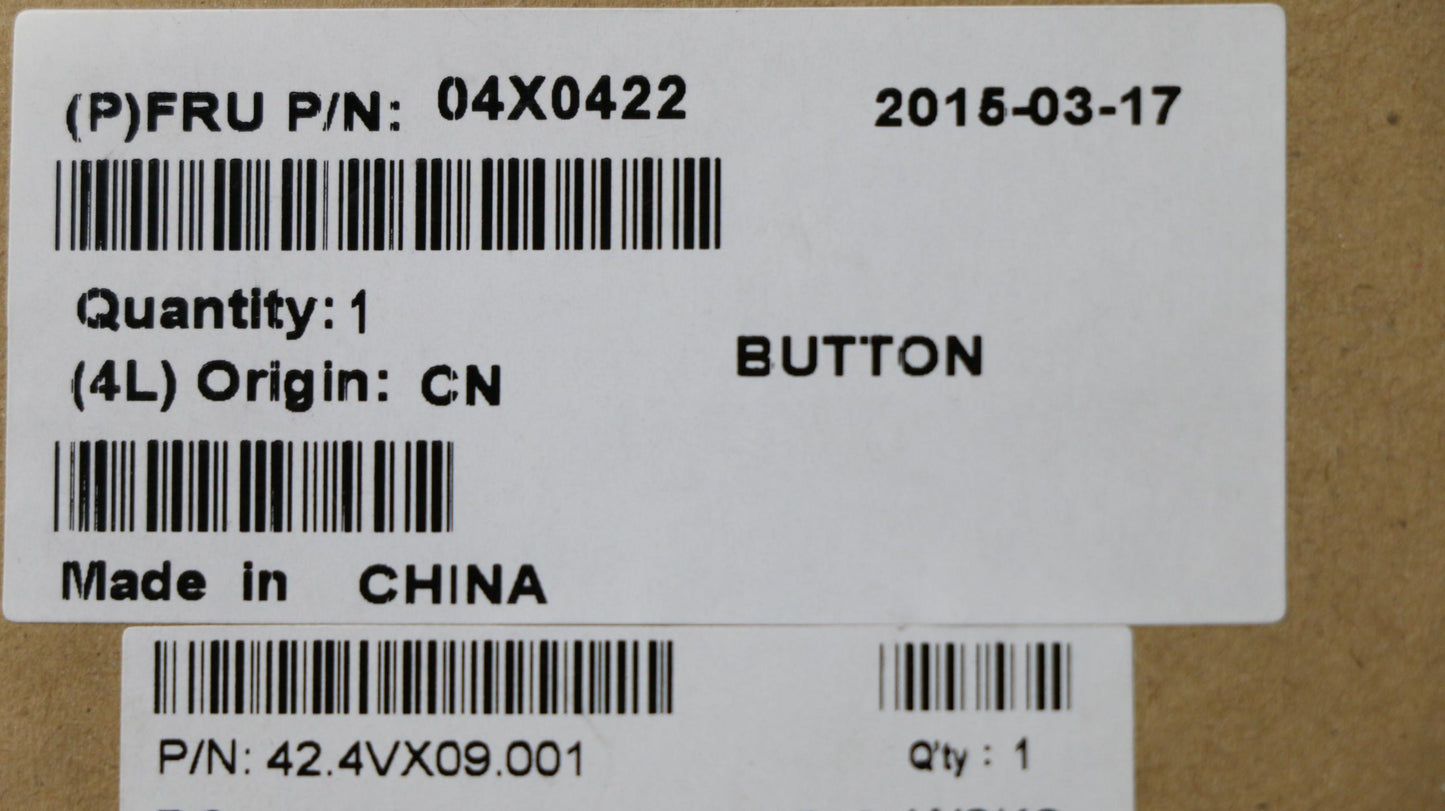 (P)FRU P/N: 04X0422 2015-03-17
Quantity: 1
BUTTON
(4L) Origin: CN
Made in CHINA
P/N: 42.4VX09.001 Q'ty : 1